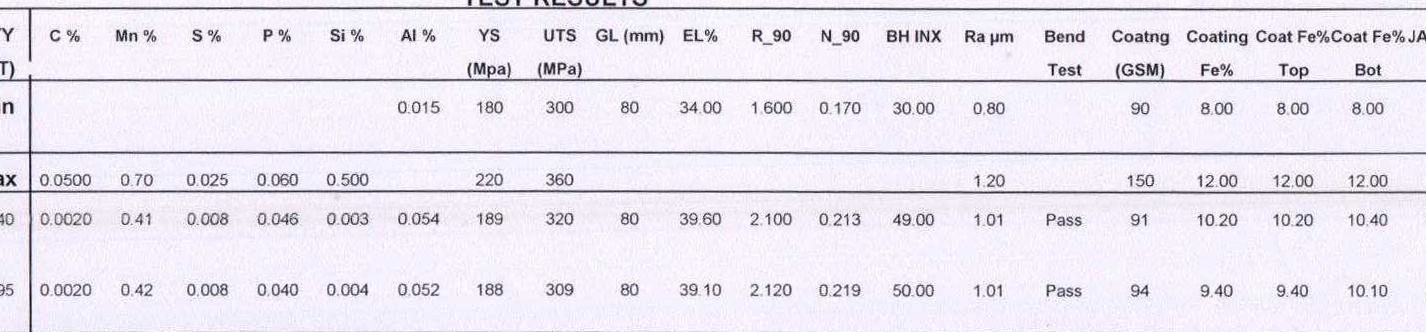 TEST RESULTS
C % Mn % S % P % Si % Al % YS UTS GL (mm) EL% R_90 N_90 BH INX Ra µm Bend Coatng Coating Coat Fe% Coat Fe% JA
T) (Mpa) (MPa) Test (GSM) Fe% Top Bot
in 0.015 180 300 80 34.00 1.600 0.170 30.00 0.80 90 8.00 8.00 8.00
ax 0.0500 0.70 0.025 0.060 0.500 220 360 1.20 150 12.00 12.00 12.00
40 0.0020 0.41 0.008 0.046 0.003 0.054 189 320 80 39.60 2.100 0.213 49.00 1.01 Pass 91 10.20 10.20 10.40
95 0.0020 0.42 0.008 0.040 0.004 0.052 188 309 80 39.10 2.120 0.219 50.00 1.01 Pass 94 9.40 9.40 10.10